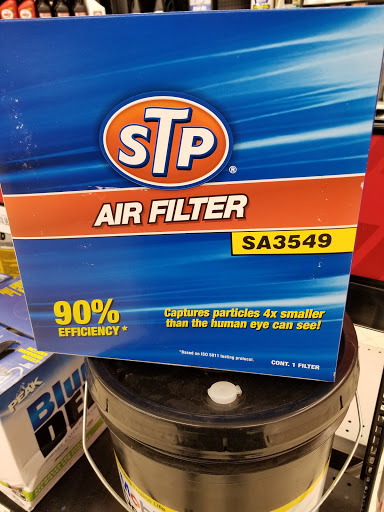 STP
®
AIR FILTER
SA3549
90%
EFFICIENCY*
Captures particles 4x smaller
than the human eye can see!
*Based on ISO 5011 testing protocol.
CONT. 1 FILTER
PEAK
Blue
DE